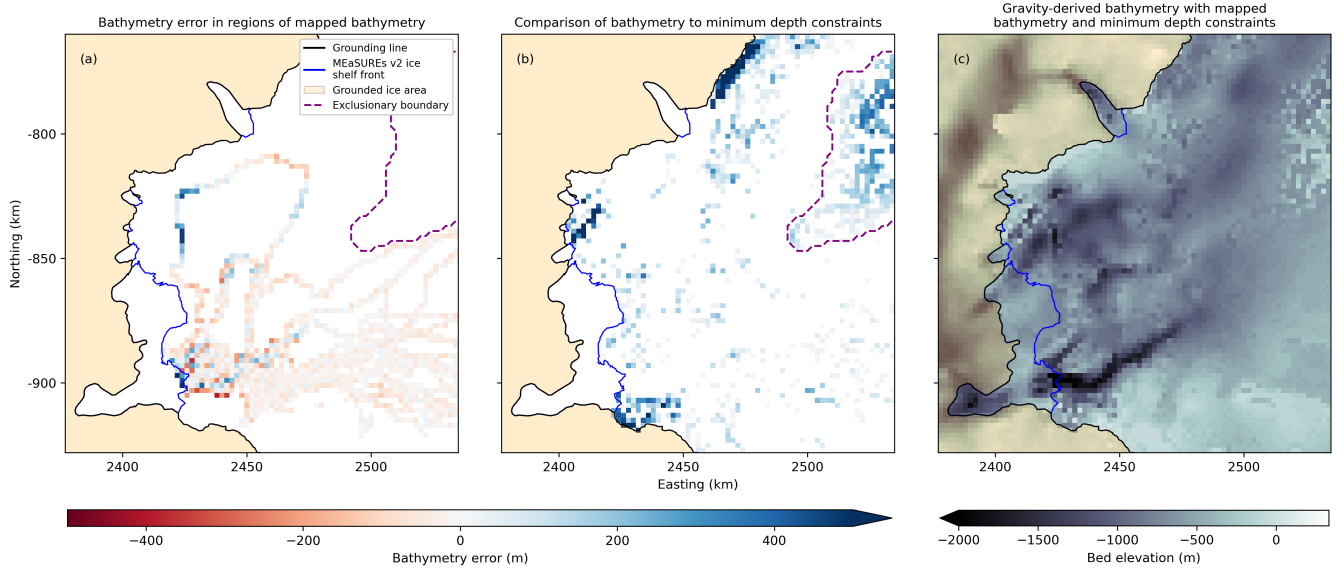 Bathymetry error in regions of mapped bathymetry
Comparison of bathymetry to minimum depth constraints
Gravity-derived bathymetry with mapped
bathymetry and minimum depth constraints
(a)
Grounding line
MEaSUREs v2 ice
shelf front
Grounded ice area
Exclusionary boundary
(b)
(c)
-800
-850
-900
Northing (km)
2400 2450 2500
2400 2450 2500
2400 2450 2500
Easting (km)
−400 −200 0 200 400
Bathymetry error (m)
−2000 −1500 −1000 −500 0
Bed elevation (m)